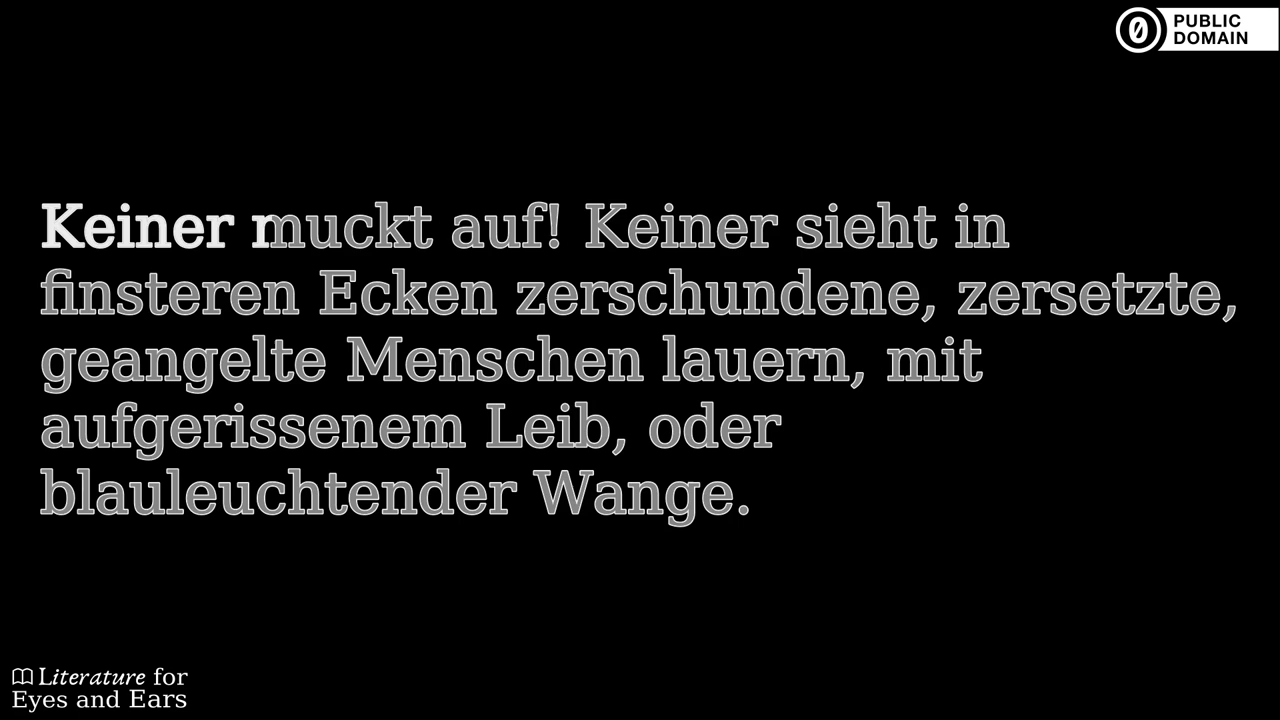 PUBLIC
DOMAIN
Keiner muckt auf! Keiner sieht in
finsteren Ecken zerschundene, zersetzte,
geangelte Menschen lauern, mit
aufgerissenem Leib, oder
blauleuchtender Wange.
Literature for
Eyes and Ears